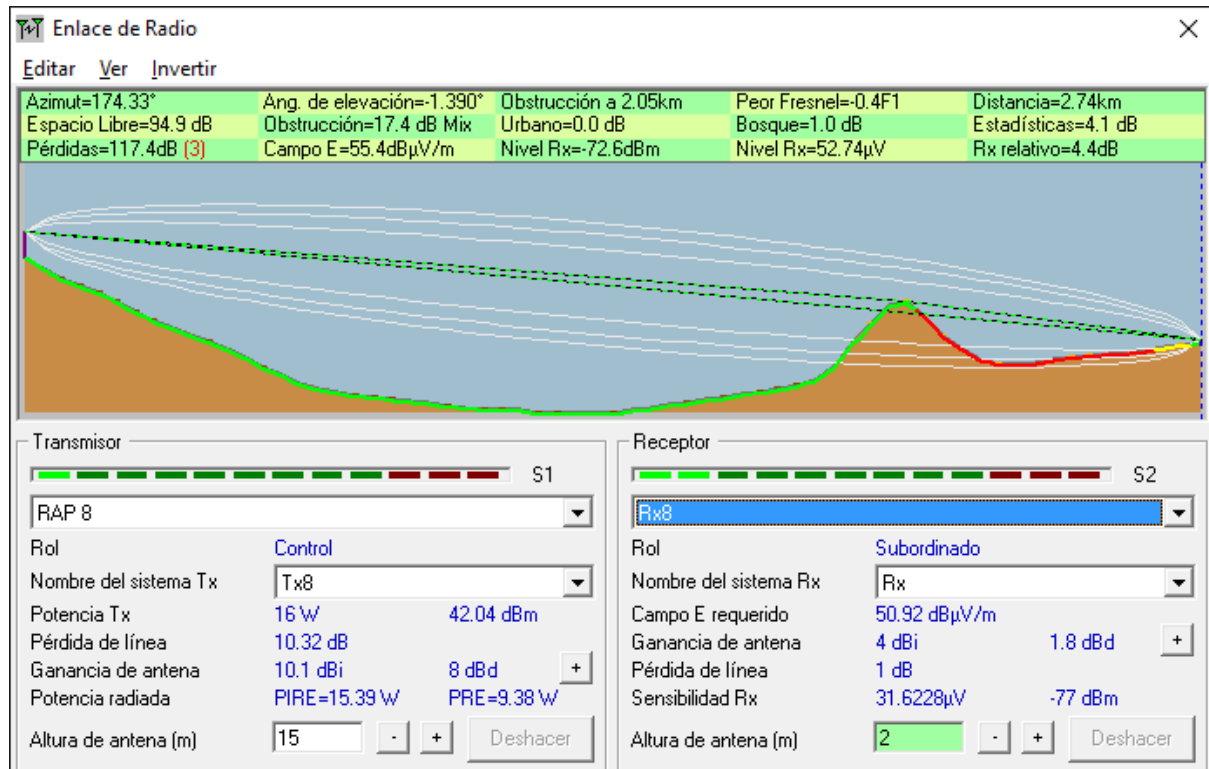 Enlace de Radio
Editar Ver Invertir
Azimut=174.33° Ang. de elevación=-1.390° Obstrucción a 2.05km Peor Fresnel=-0.4F1 Distancia=2.74km
Espacio Libre=94.9 dB Obstrucción=17.4 dB Mix Urbano=0.0 dB Bosque=1.0 dB Estadísticas=4.1 dB
Pérdidas=117.4dB (3) Campo E=55.4dBµV/m Nivel Rx=-72.6dBm Nivel Rx=52.74µV Rx relativo=4.4dB
Transmisor
S1
RAP 8
Rol Control
Nombre del sistema Tx Tx8
Potencia Tx 16 W 42.04 dBm
Pérdida de línea 10.32 dB
Ganancia de antena 10.1 dBi 8 dBd +
Potencia radiada PIRE=15.39 W PRE=9.38 W
Altura de antena (m) 15 - + Deshacer
Receptor
S2
Rx8
Rol Subordinado
Nombre del sistema Rx Rx
Campo E requerido 50.92 dBµV/m
Ganancia de antena 4 dBi 1.8 dBd +
Pérdida de línea 1 dB
Sensibilidad Rx 31.6228µV -77 dBm
Altura de antena (m) 2 - + Deshacer